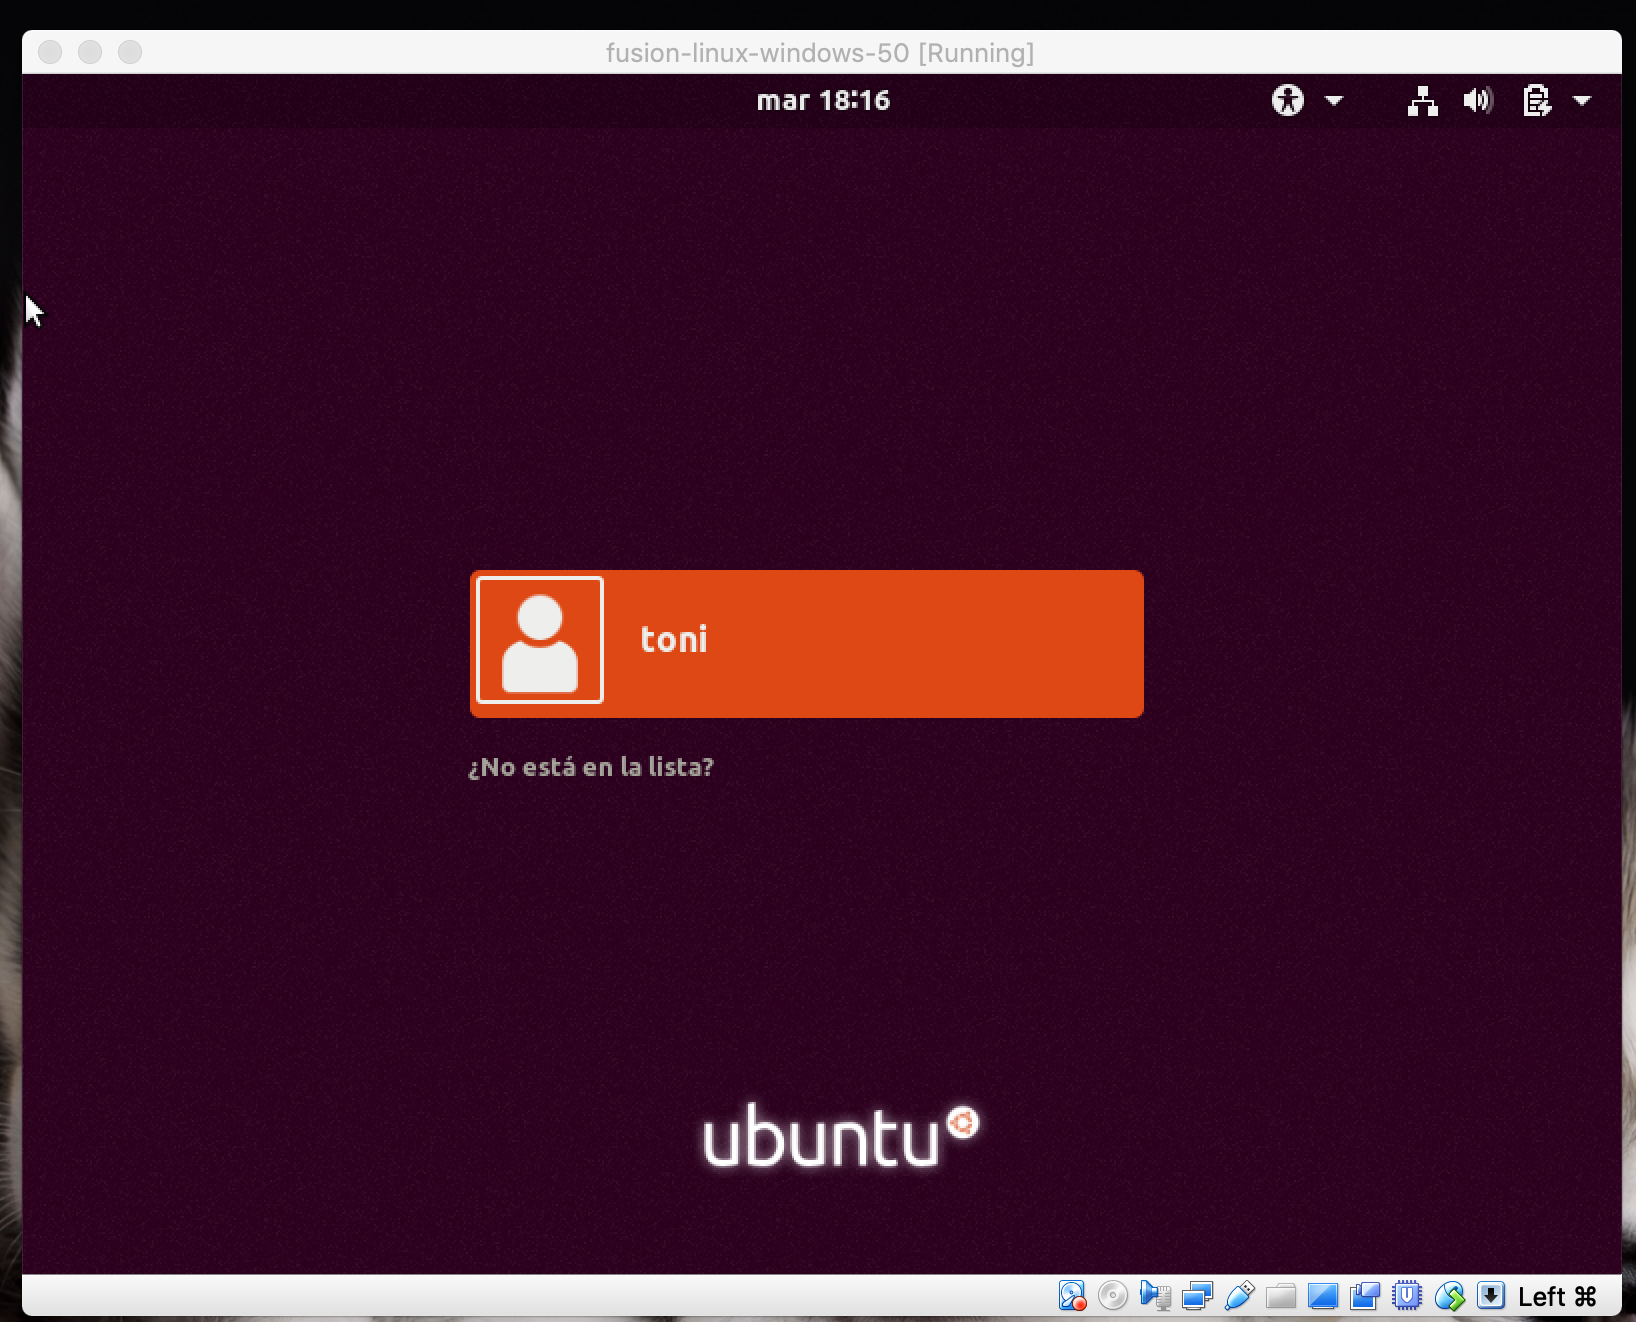 fusion-linux-windows-50 [Running]
mar 18:16
toni
¿No está en la lista?
ubuntu
Left ⌘